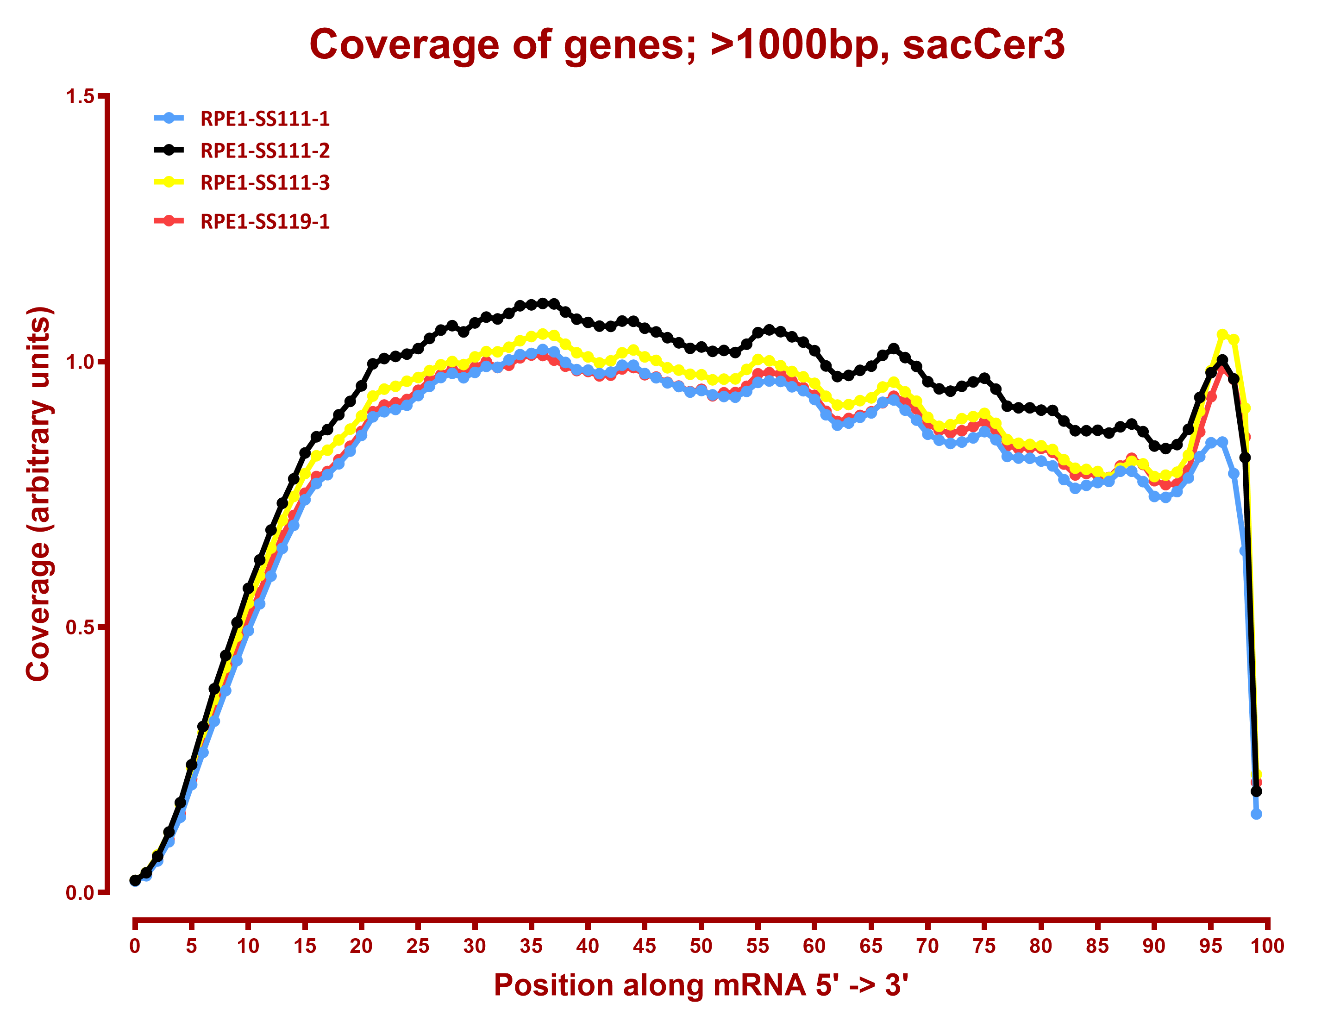 Coverage of genes; >1000bp, sacCer3
1.5
RPE1-SS111-1
RPE1-SS111-2
RPE1-SS111-3
RPE1-SS119-1
Coverage (arbitrary units)
1.0
0.5
0.0
0 5 10 15 20 25 30 35 40 45 50 55 60 65 70 75 80 85 90 95 100
Position along mRNA 5' -> 3'